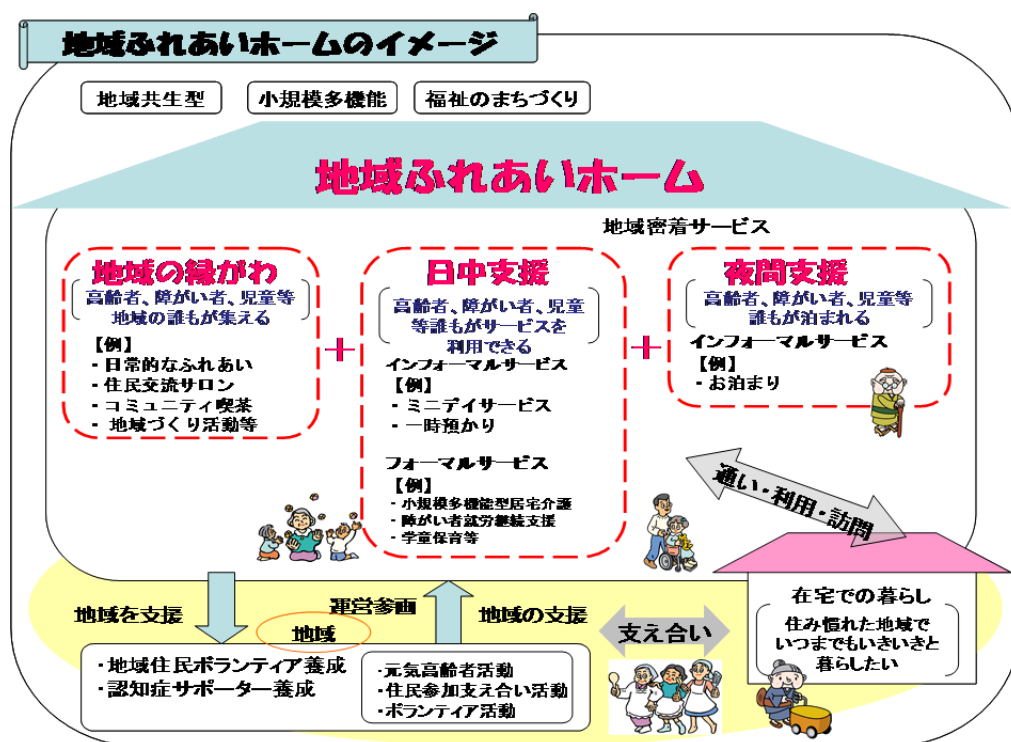 地域ふれあいホームのイメージ
地域共生型
小規模多機能
福祉のまちづくり
地域ふれあいホーム
地域密着サービス
地域の縁がわ
高齢者、障がい者、児童等
地域の誰もが集える
【例】
・日常的なふれあい
・住民交流サロン
・コミュニティ喫茶
・地域づくり活動等
+
日中支援
高齢者、障がい者、児童
等誰もがサービスを
利用できる
インフォーマルサービス
【例】
・ミニデイサービス
・一時預かり
フォーマルサービス
【例】
・小規模多機能型居宅介護
・障がい者就労継続支援
・学童保育等
+
夜間支援
高齢者、障がい者、児童等
誰もが泊まれる
インフォーマルサービス
【例】
・お泊まり
通い・利用・訪問
地域を支援
運営参画
地域の支援
地域
支え合い
・地域住民ボランティア養成
・認知症サポーター養成
・元気高齢者活動
・住民参加支え合い活動
・ボランティア活動
在宅での暮らし
住み慣れた地域で
いつまでもいきいきと
暮らしたい